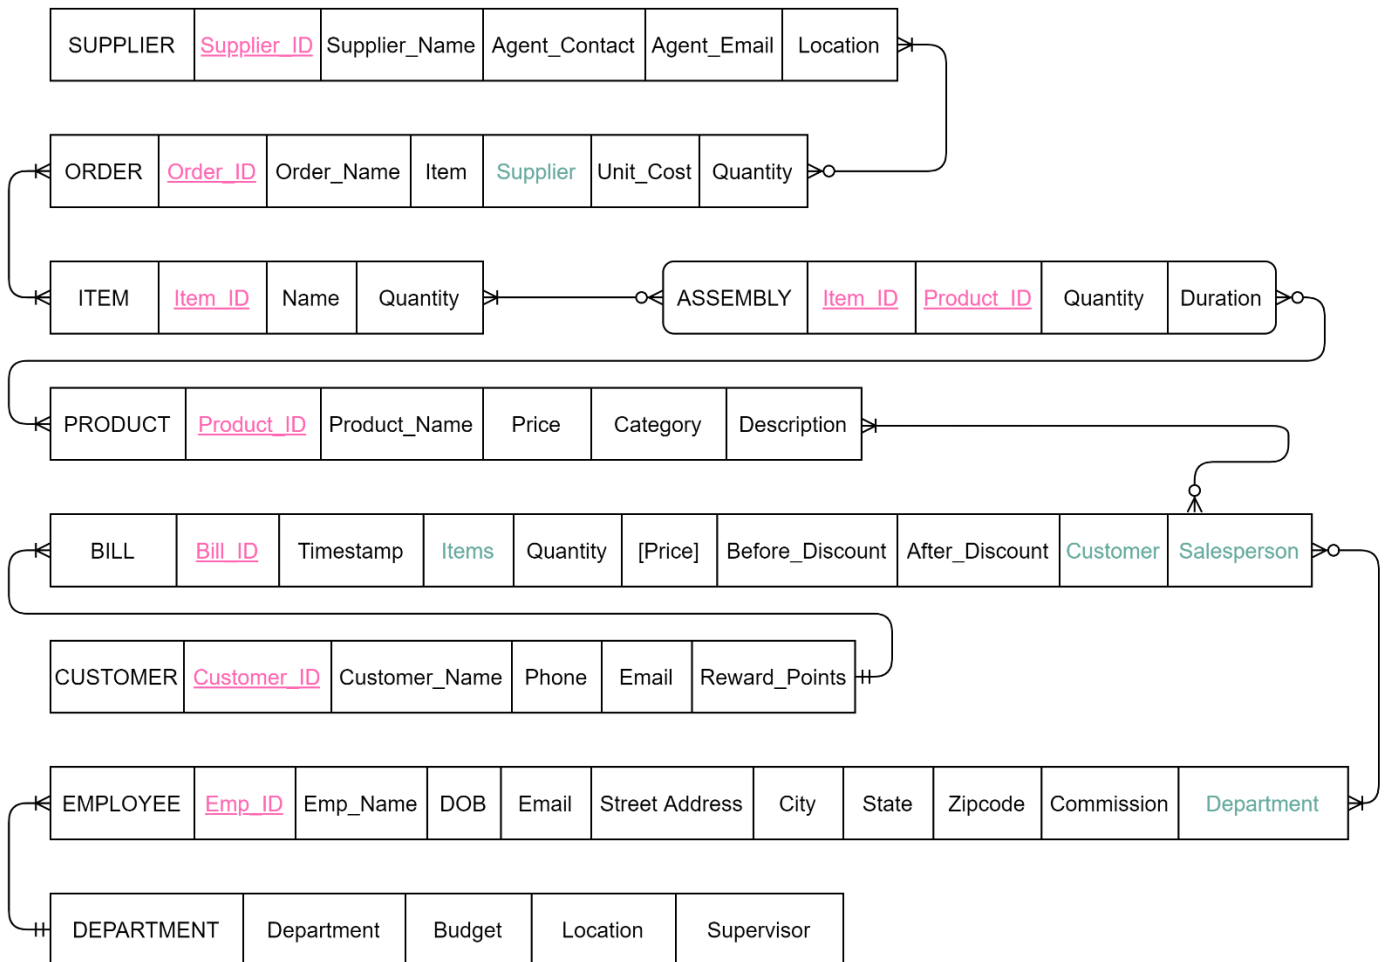 SUPPLIER Supplier_ID Supplier_Name Agent_Contact Agent_Email Location
ORDER Order_ID Order_Name Item Supplier Unit_Cost Quantity
ITEM Item_ID Name Quantity ASSEMBLY Item_ID Product_ID Quantity Duration
PRODUCT Product_ID Product_Name Price Category Description
BILL Bill_ID Timestamp Items Quantity [Price] Before_Discount After_Discount Customer Salesperson
CUSTOMER Customer_ID Customer_Name Phone Email Reward_Points
EMPLOYEE Emp_ID Emp_Name DOB Email Street Address City State Zipcode Commission Department
DEPARTMENT Department Budget Location Supervisor